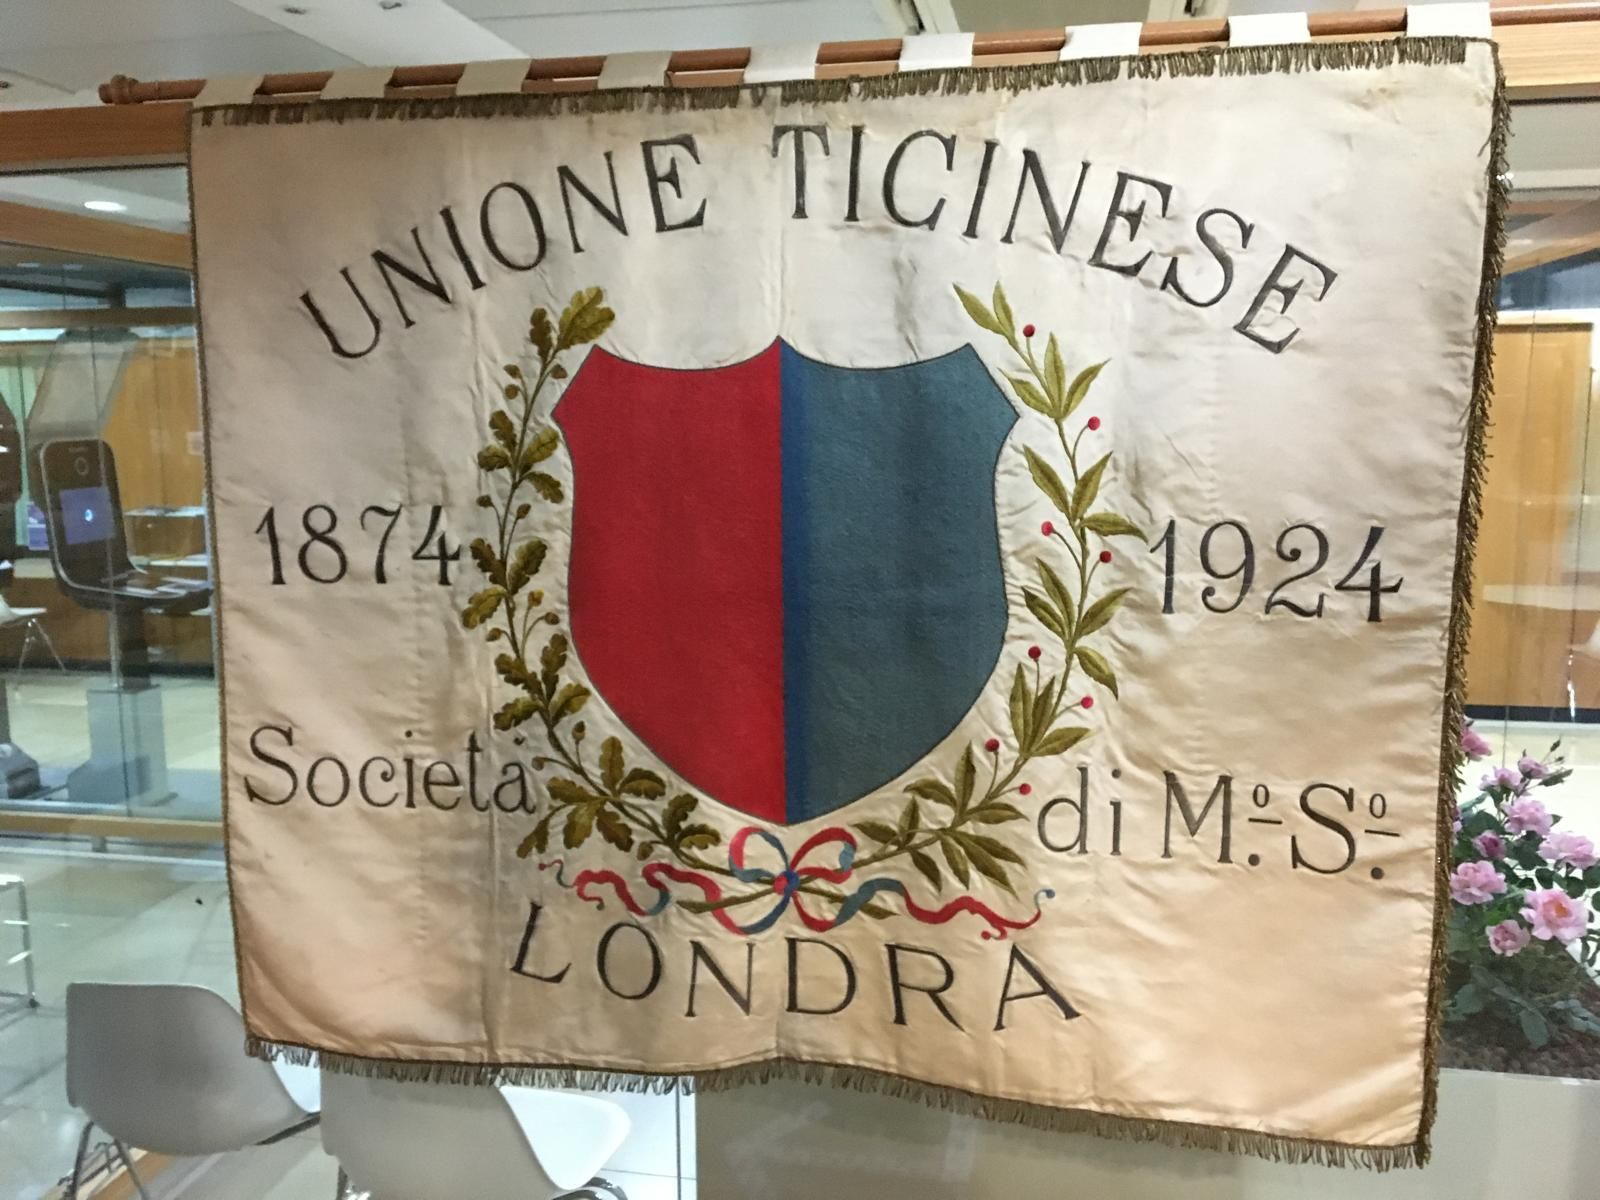 UNIONE TICINESE
1874 1924
Società di M.º S.º
LONDRA